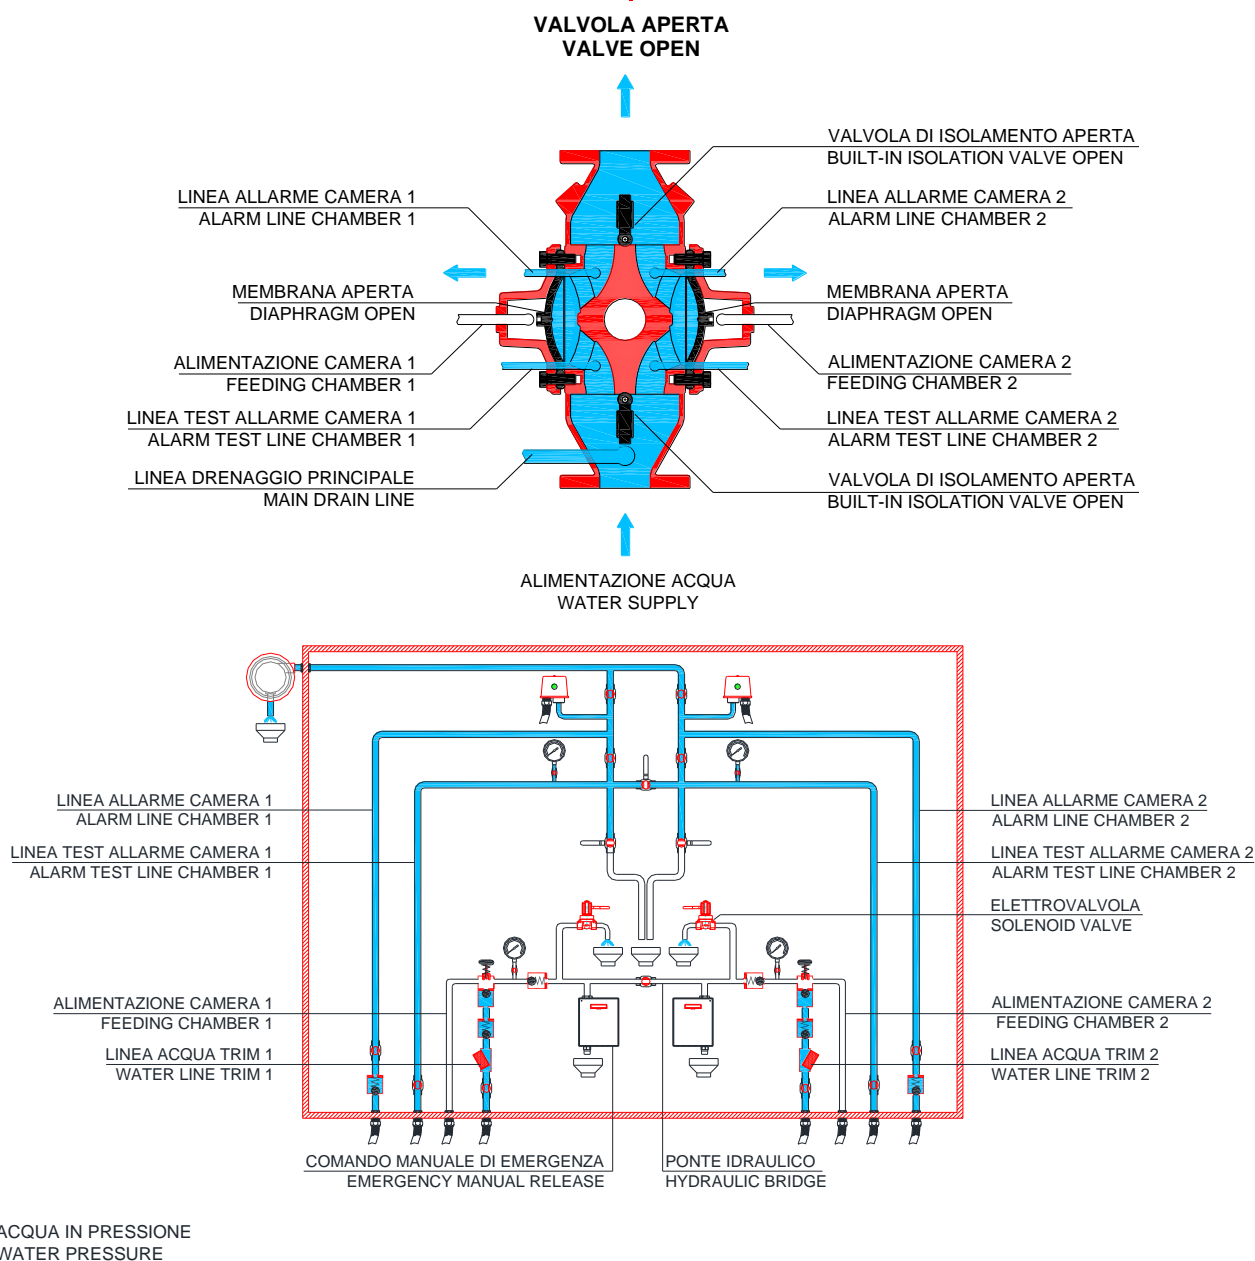 VALVOLA APERTA
VALVE OPEN
VALVOLA DI ISOLAMENTO APERTA
BUILT-IN ISOLATION VALVE OPEN
LINEA ALLARME CAMERA 1
ALARM LINE CHAMBER 1
LINEA ALLARME CAMERA 2
ALARM LINE CHAMBER 2
MEMBRANA APERTA
DIAPHRAGM OPEN
MEMBRANA APERTA
DIAPHRAGM OPEN
ALIMENTAZIONE CAMERA 1
FEEDING CHAMBER 1
ALIMENTAZIONE CAMERA 2
FEEDING CHAMBER 2
LINEA TEST ALLARME CAMERA 1
ALARM TEST LINE CHAMBER 1
LINEA TEST ALLARME CAMERA 2
ALARM TEST LINE CHAMBER 2
LINEA DRENAGGIO PRINCIPALE
MAIN DRAIN LINE
VALVOLA DI ISOLAMENTO APERTA
BUILT-IN ISOLATION VALVE OPEN
ALIMENTAZIONE ACQUA
WATER SUPPLY
LINEA ALLARME CAMERA 1
ALARM LINE CHAMBER 1
LINEA ALLARME CAMERA 2
ALARM LINE CHAMBER 2
LINEA TEST ALLARME CAMERA 1
ALARM TEST LINE CHAMBER 1
LINEA TEST ALLARME CAMERA 2
ALARM TEST LINE CHAMBER 2
ELETTROVALVOLA
SOLENOID VALVE
ALIMENTAZIONE CAMERA 1
FEEDING CHAMBER 1
ALIMENTAZIONE CAMERA 2
FEEDING CHAMBER 2
LINEA ACQUA TRIM 1
WATER LINE TRIM 1
LINEA ACQUA TRIM 2
WATER LINE TRIM 2
COMANDO MANUALE DI EMERGENZA
EMERGENCY MANUAL RELEASE
PONTE IDRAULICO
HYDRAULIC BRIDGE
ACQUA IN PRESSIONE
WATER PRESSURE